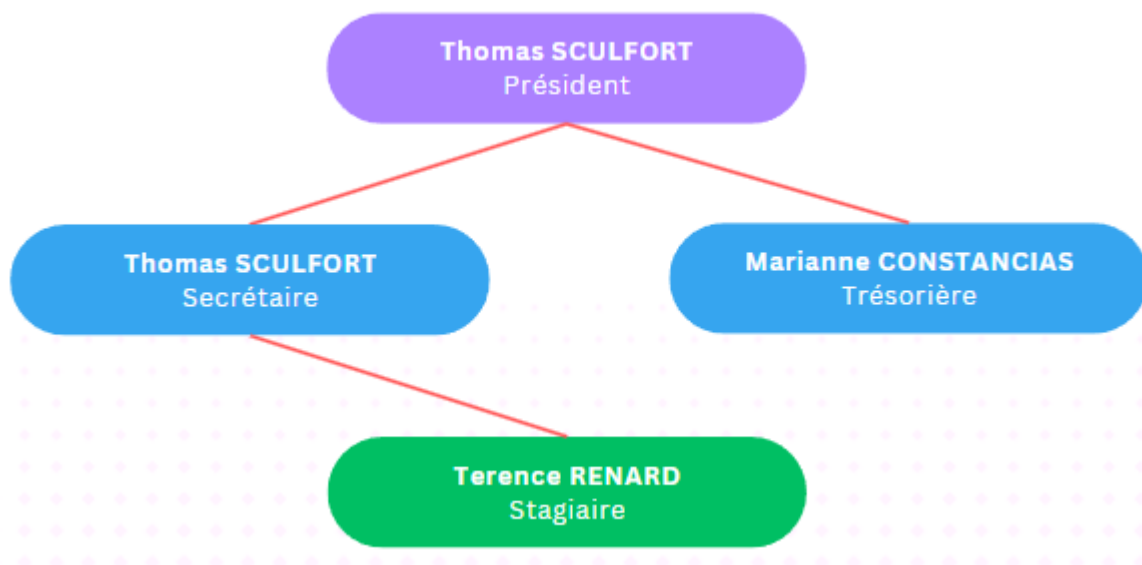 Thomas SCULFORT
Président
Thomas SCULFORT
Secrétaire
Marianne CONSTANCIAS
Trésorière
Terence RENARD
Stagiaire